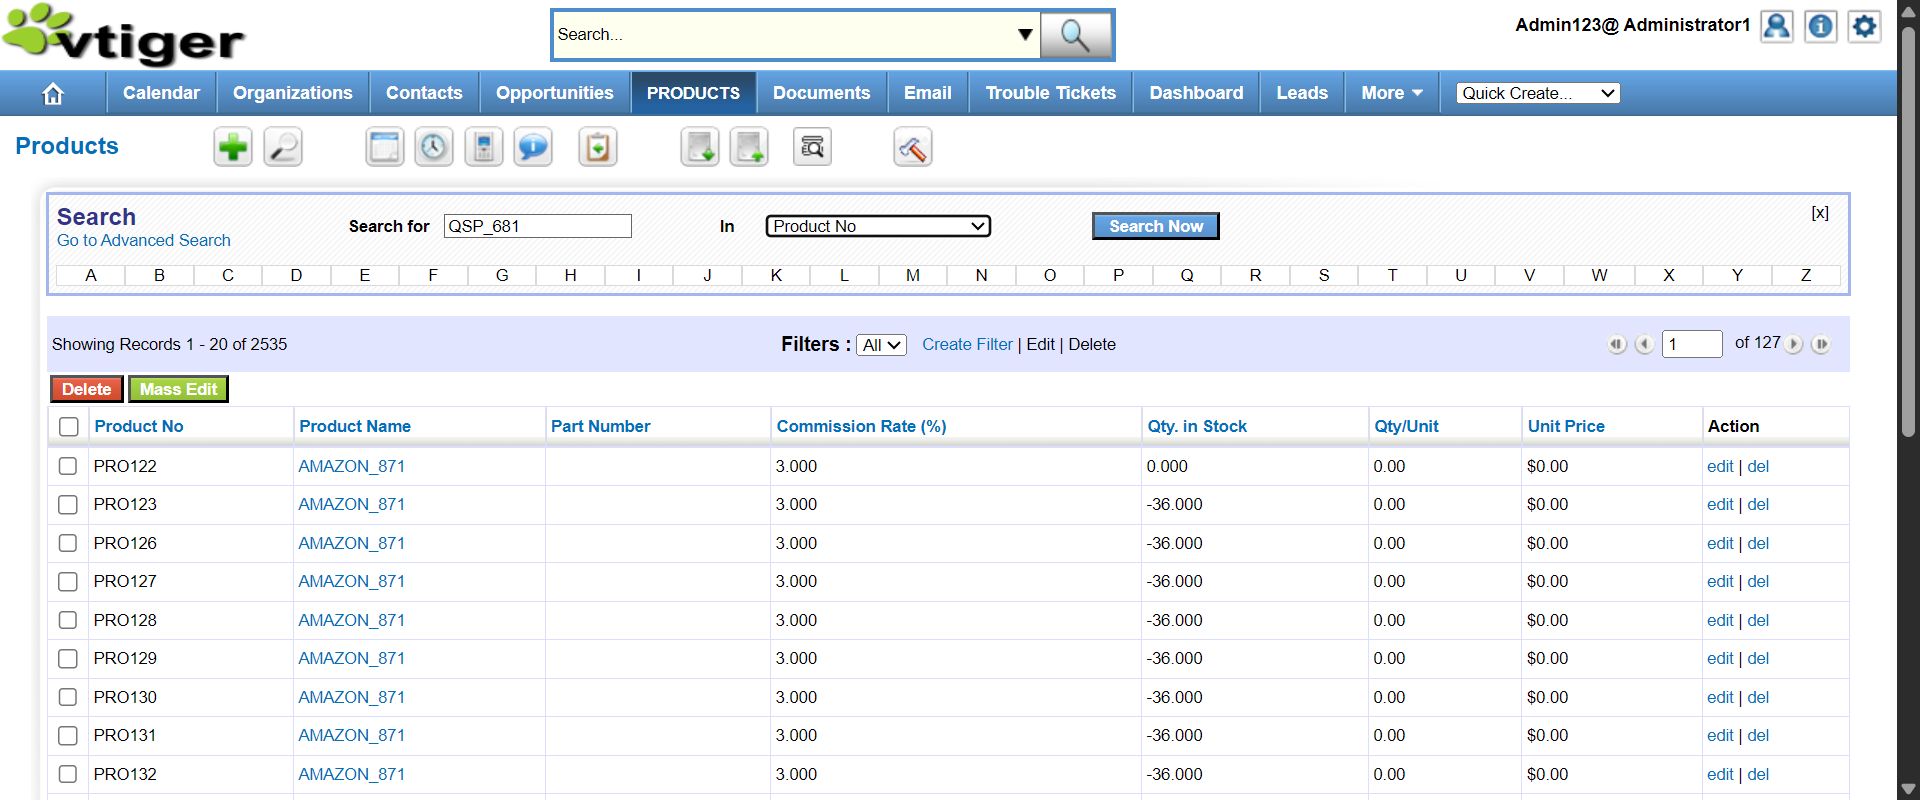 vtiger
Search...
Admin123@ Administrator1
Calendar Organizations Contacts Opportunities PRODUCTS Documents Email Trouble Tickets Dashboard Leads More Quick Create...
Products
Search
Go to Advanced Search
Search for QSP_681 In Product No Search Now [x]
A B C D E F G H I J K L M N O P Q R S T U V W X Y Z
Showing Records 1 - 20 of 2535 Filters : All Create Filter | Edit | Delete 1 of 127
Delete Mass Edit
Product No Product Name Part Number Commission Rate (%) Qty. in Stock Qty/Unit Unit Price Action
PRO122 AMAZON_871 3.000 0.000 0.00 $0.00 edit | del
PRO123 AMAZON_871 3.000 -36.000 0.00 $0.00 edit | del
PRO126 AMAZON_871 3.000 -36.000 0.00 $0.00 edit | del
PRO127 AMAZON_871 3.000 -36.000 0.00 $0.00 edit | del
PRO128 AMAZON_871 3.000 -36.000 0.00 $0.00 edit | del
PRO129 AMAZON_871 3.000 -36.000 0.00 $0.00 edit | del
PRO130 AMAZON_871 3.000 -36.000 0.00 $0.00 edit | del
PRO131 AMAZON_871 3.000 -36.000 0.00 $0.00 edit | del
PRO132 AMAZON_871 3.000 -36.000 0.00 $0.00 edit | del